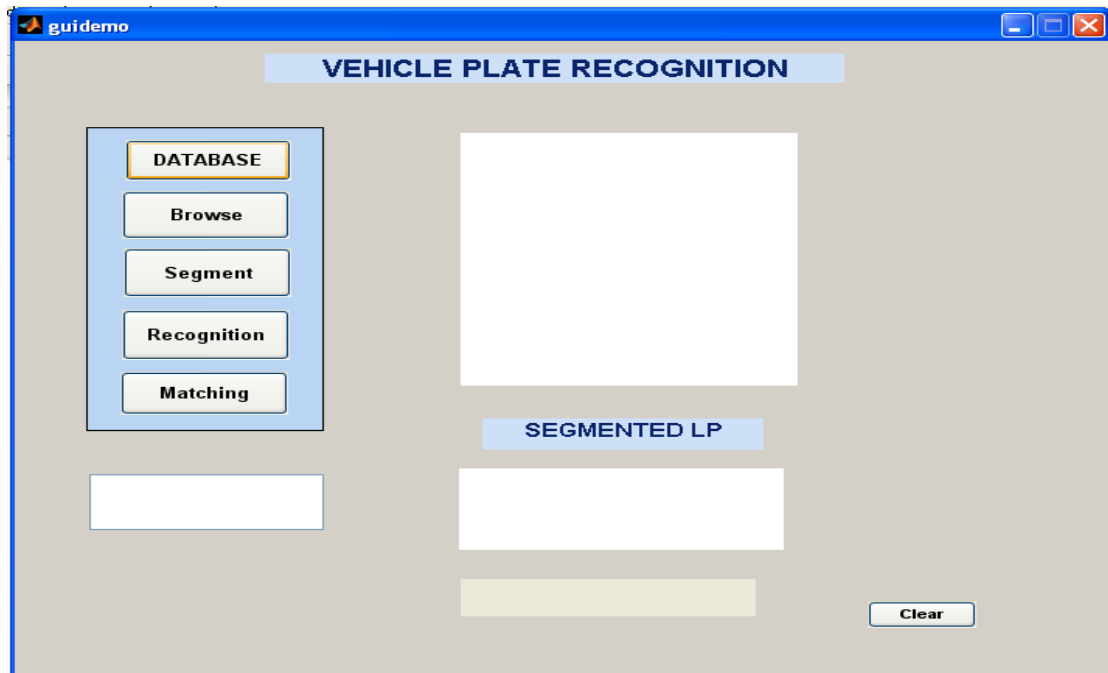 guidemo
VEHICLE PLATE RECOGNITION
DATABASE
Browse
Segment
Recognition
Matching
SEGMENTED LP
Clear